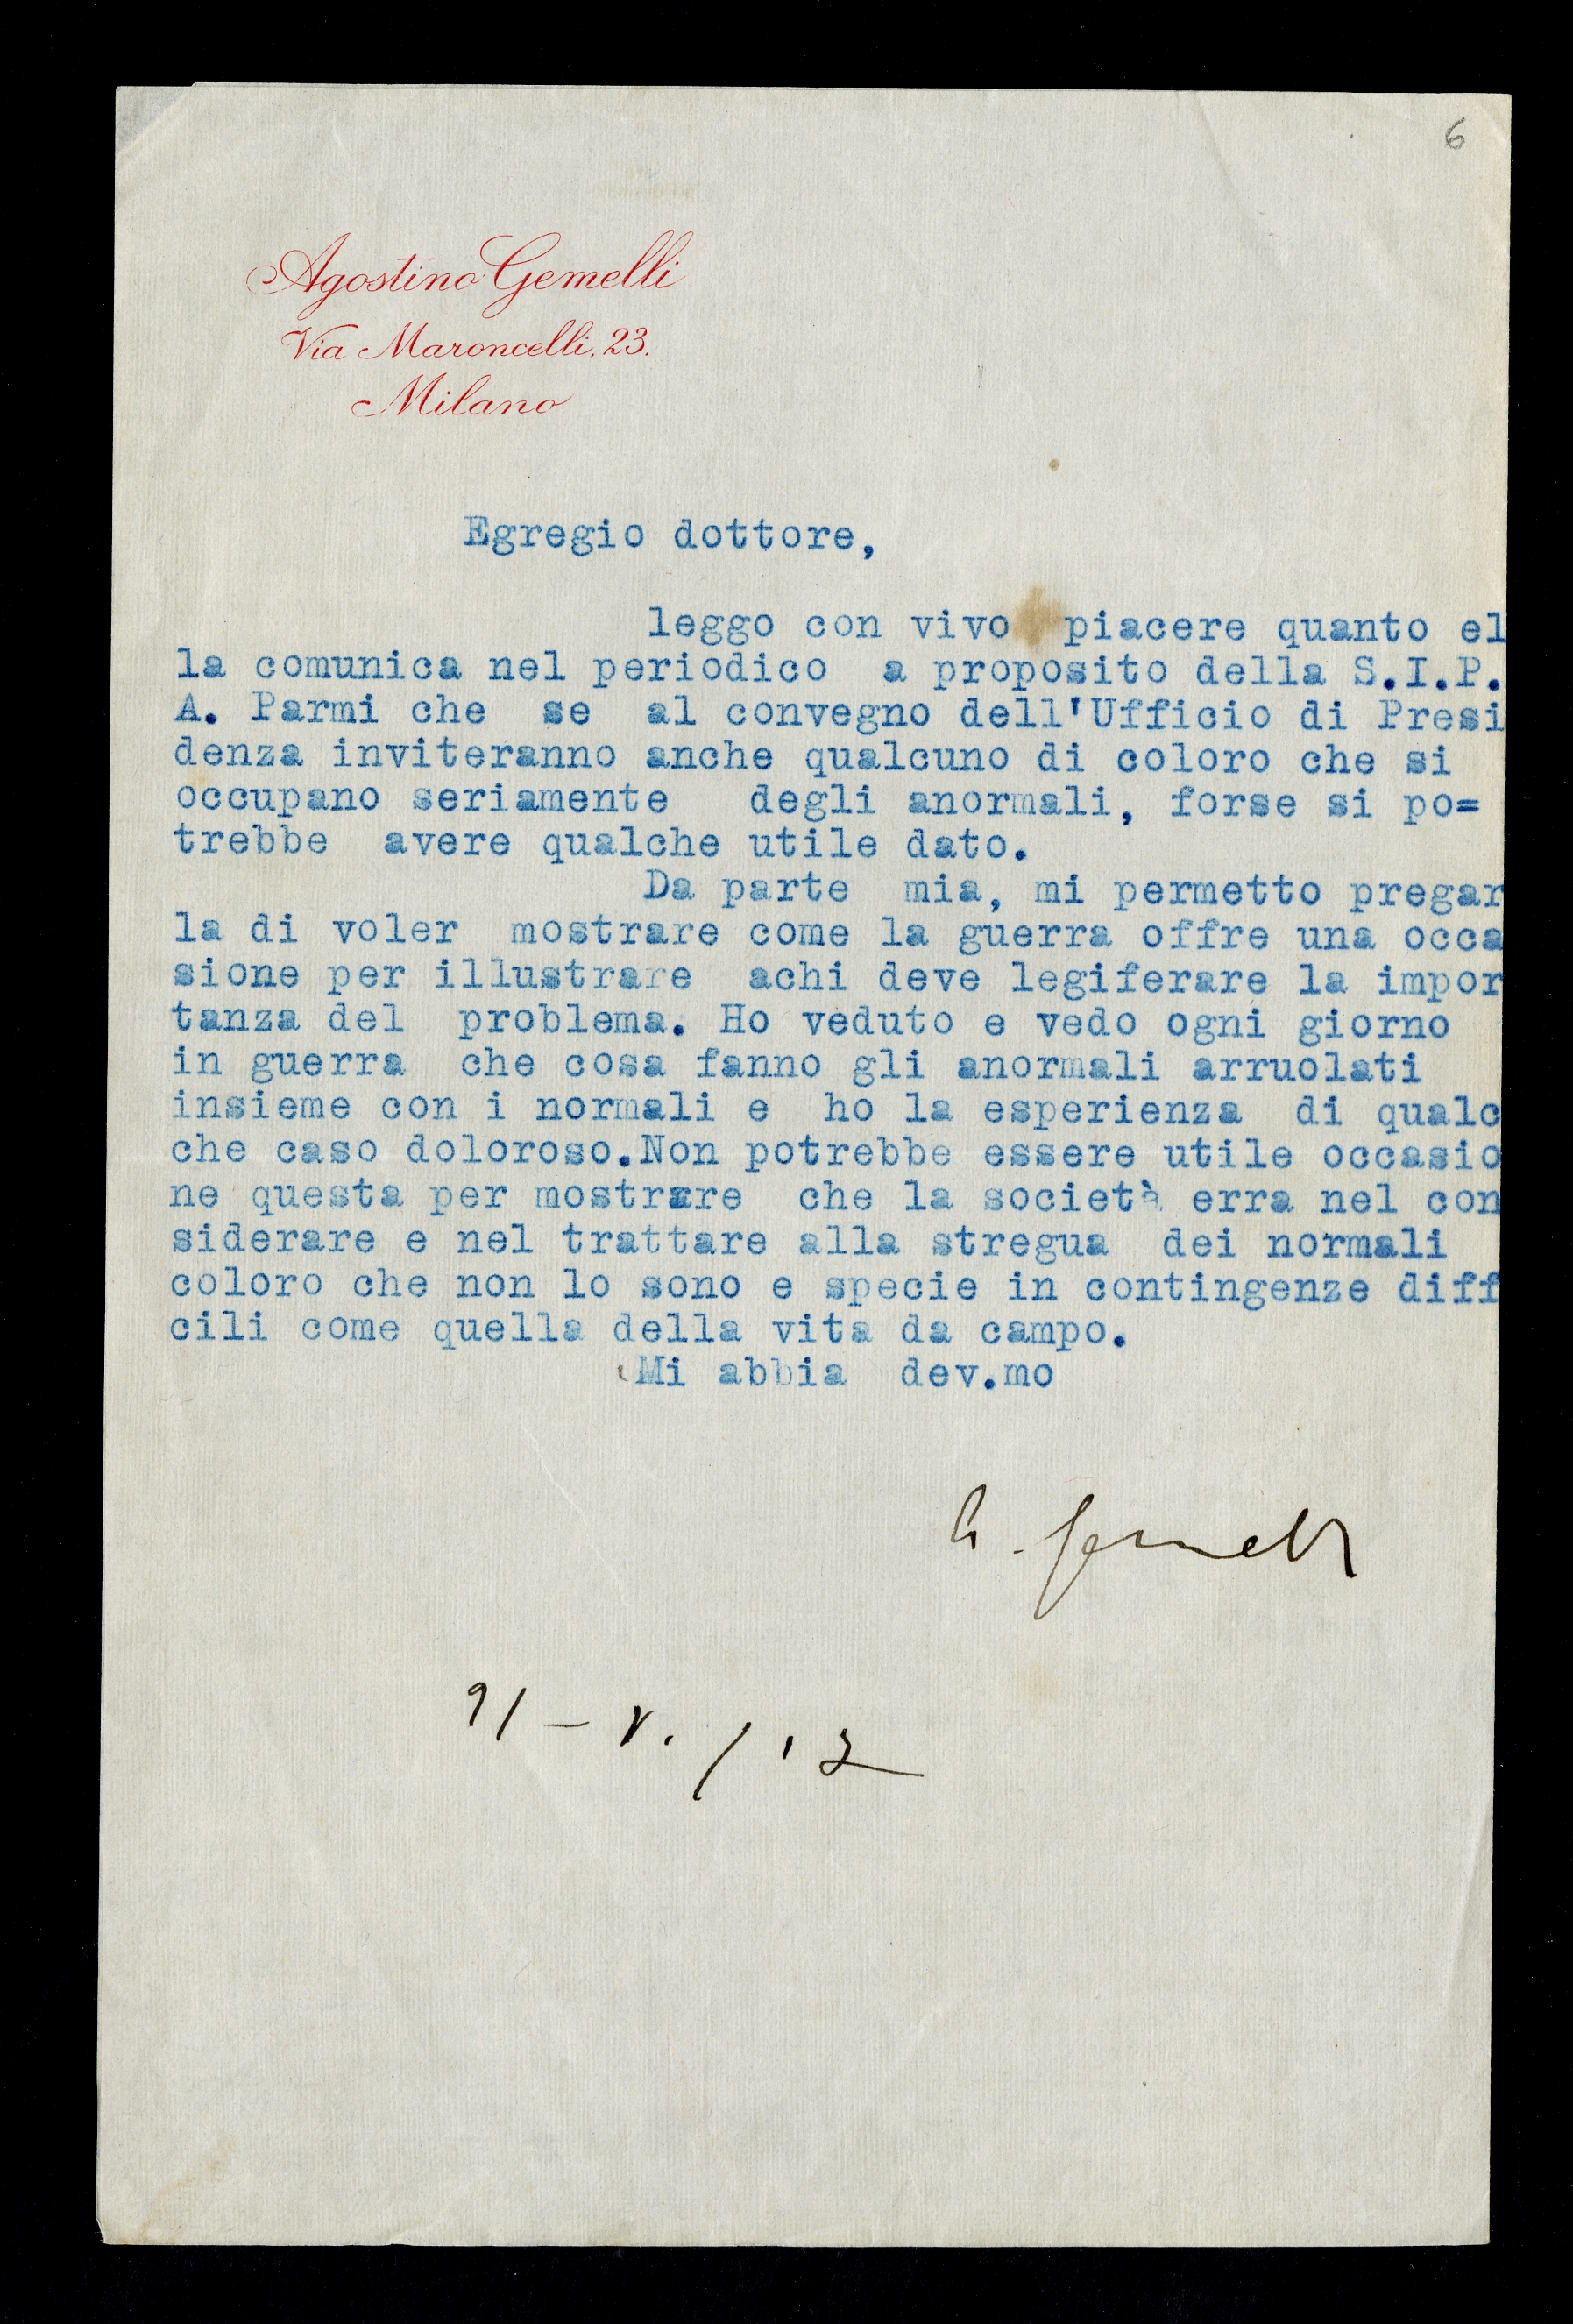 6
Agostino Gemelli
Via Maroncelli. 23.
Milano
Egregio dottore,
leggo con vivo piacere quanto el
la comunica nel periodico a proposito della S.I.P.
A. Parmi che se al convegno dell'Ufficio di Presi
denza inviteranno anche qualcuno di coloro che si
occupano seriamente degli anormali, forse si po=
trebbe avere qualche utile dato.
Da parte mia, mi permetto pregar
la di voler mostrare come la guerra offre una occa
sione per illustrare achi deve legiferare la impor
tanza del problema. Ho veduto e vedo ogni giorno
in guerra che cosa fanno gli anormali arruolati
insieme con i normali e ho la esperienza di qualc
che caso doloroso.Non potrebbe essere utile occasio
ne questa per mostrare che la società erra nel con
siderare e nel trattare alla stregua dei normali
coloro che non lo sono e specie in contingenze diff
cili come quella della vita da campo.
Mi abbia dev.mo
A. Gemelli